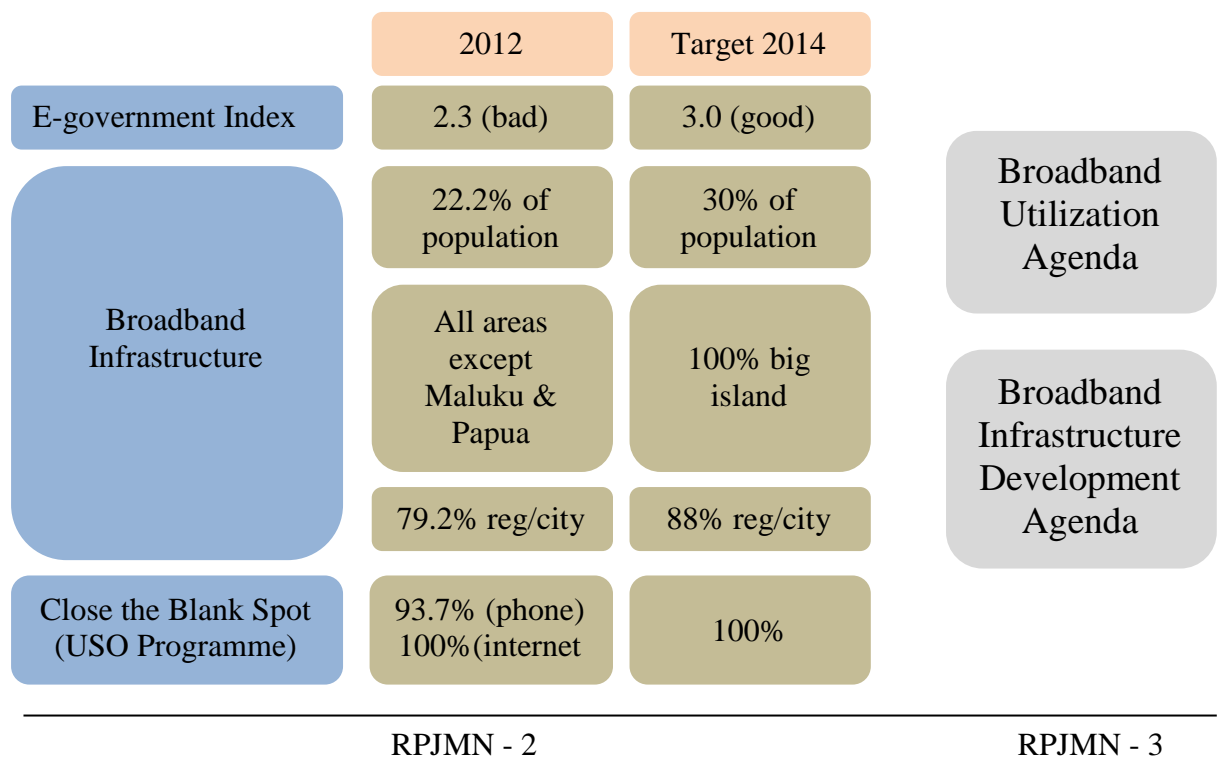 2012
Target 2014
E-government Index
2.3 (bad)
3.0 (good)
Broadband
Infrastructure
22.2% of
population
30% of
population
All areas
except
Maluku &
Papua
100% big
island
79.2% reg/city
88% reg/city
Close the Blank Spot
(USO Programme)
93.7% (phone)
100%(internet
100%
Broadband
Utilization
Agenda
Broadband
Infrastructure
Development
Agenda
RPJMN - 2
RPJMN - 3